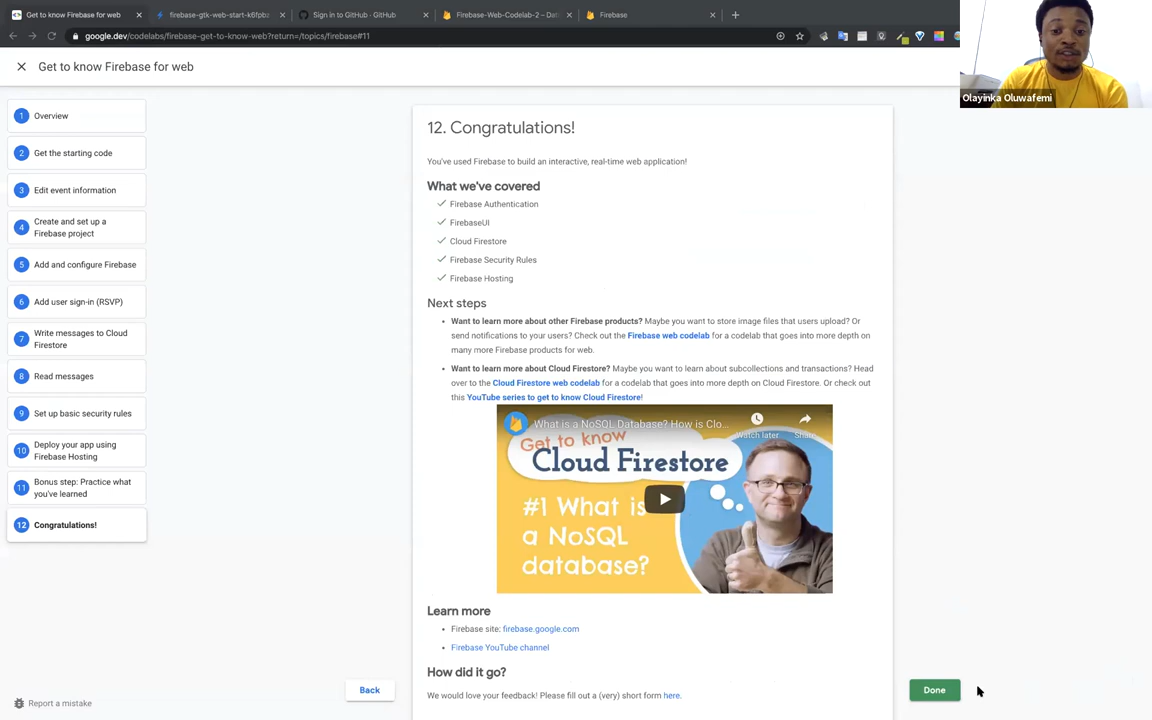 Get to know Firebase for web
firebase-gtk-web-start-k6fpb
Sign in to GitHub · GitHub
Firebase-Web-Codelab-2 – Da
Firebase
google.dev/codelabs/firebase-get-to-know-web?return=/topics/firebase#11
Get to know Firebase for web
Olayinka Oluwafemi
1 Overview
2 Get the starting code
3 Edit event information
4 Create and set up a
Firebase project
5 Add and configure Firebase
6 Add user sign-in (RSVP)
7 Write messages to Cloud
Firestore
8 Read messages
9 Set up basic security rules
10 Deploy your app using
Firebase Hosting
11 Bonus step: Practice what
you've learned
12 Congratulations!
12. Congratulations!
You've used Firebase to build an interactive, real-time web application!
What we've covered
Firebase Authentication
FirebaseUI
Cloud Firestore
Firebase Security Rules
Firebase Hosting
Next steps
Want to learn more about other Firebase products? Maybe you want to store image files that users upload? Or
send notifications to your users? Check out the Firebase web codelab for a codelab that goes into more depth on
many more Firebase products for web.
Want to learn more about Cloud Firestore? Maybe you want to learn about subcollections and transactions? Head
over to the Cloud Firestore web codelab for a codelab that goes into more depth on Cloud Firestore. Or check out
this YouTube series to get to know Cloud Firestore!
What is a NoSQL Database? How is Clo...
Watch later
Share
Get to know
Cloud Firestore
#1 What is
a NoSQL
database?
Learn more
Firebase site: firebase.google.com
Firebase YouTube channel
How did it go?
We would love your feedback! Please fill out a (very) short form here.
Back
Done
Report a mistake